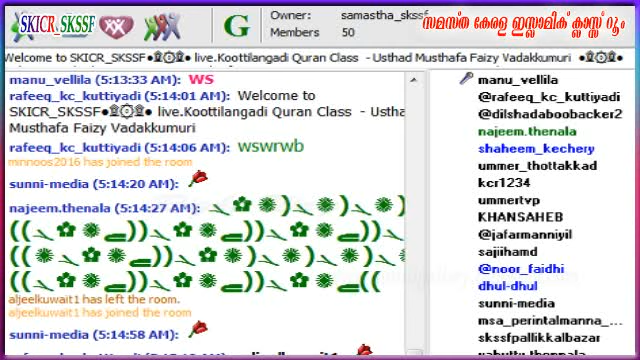 SKICR_SKSSF
G
Owner: samastha_skssf
Members 50
സമസ്ത കേരള ഇസ്ലാമിക് ക്ലാസ്സ് റൂം
Welcome to SKICR_SKSSF●۩۞۩● live.Koottilangadi Quran Class - Usthad Musthafa Faizy Vadakkumuri ●۩۞۩●
manu_vellila (5:13:33 AM): ws
rafeeq_kc_kuttiyadi (5:14:01 AM): Welcome to
SKICR_SKSSF●۩۞۩● live.Koottilangadi Quran Class - Usthad
Musthafa Faizy Vadakkumuri
rafeeq_kc_kuttiyadi (5:14:06 AM): wswrwb
mnnoos2016 has joined the room
sunni-media (5:14:20 AM):
najeem.thenala (5:14:27 AM):
aljeelkuwait1 has left the room.
aljeelkuwait1 has joined the room
sunni-media (5:14:58 AM):
manu_vellila
@rafeeq_kc_kuttiyadi
@dilshadaboobacker2
najeem.thenala
shaheem_kechery
ummer_thottakkad
kcr1234
ummertvp
KHANSAHEB
@jafarmanniyil
sajiihamd
@noor_faidhi
dhul-dhul
sunni-media
msa_perintalmanna_...
skssfpallikkalbazar